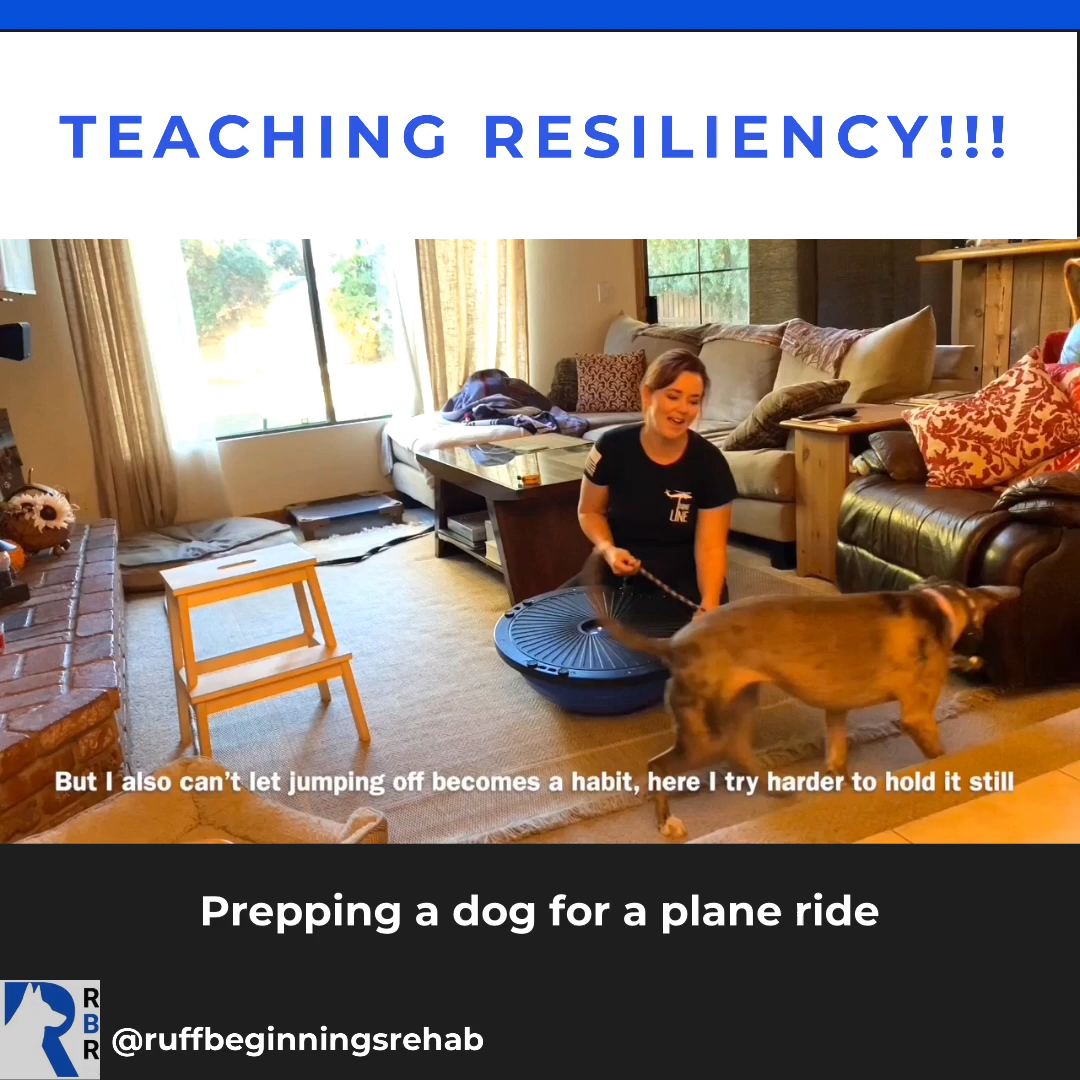 TEACHING RESILIENCY!!!
LINE
But I also can't let jumping off becomes a habit, here I try harder to hold it still
Prepping a dog for a plane ride
R
B
R
@ruffbeginningsrehab